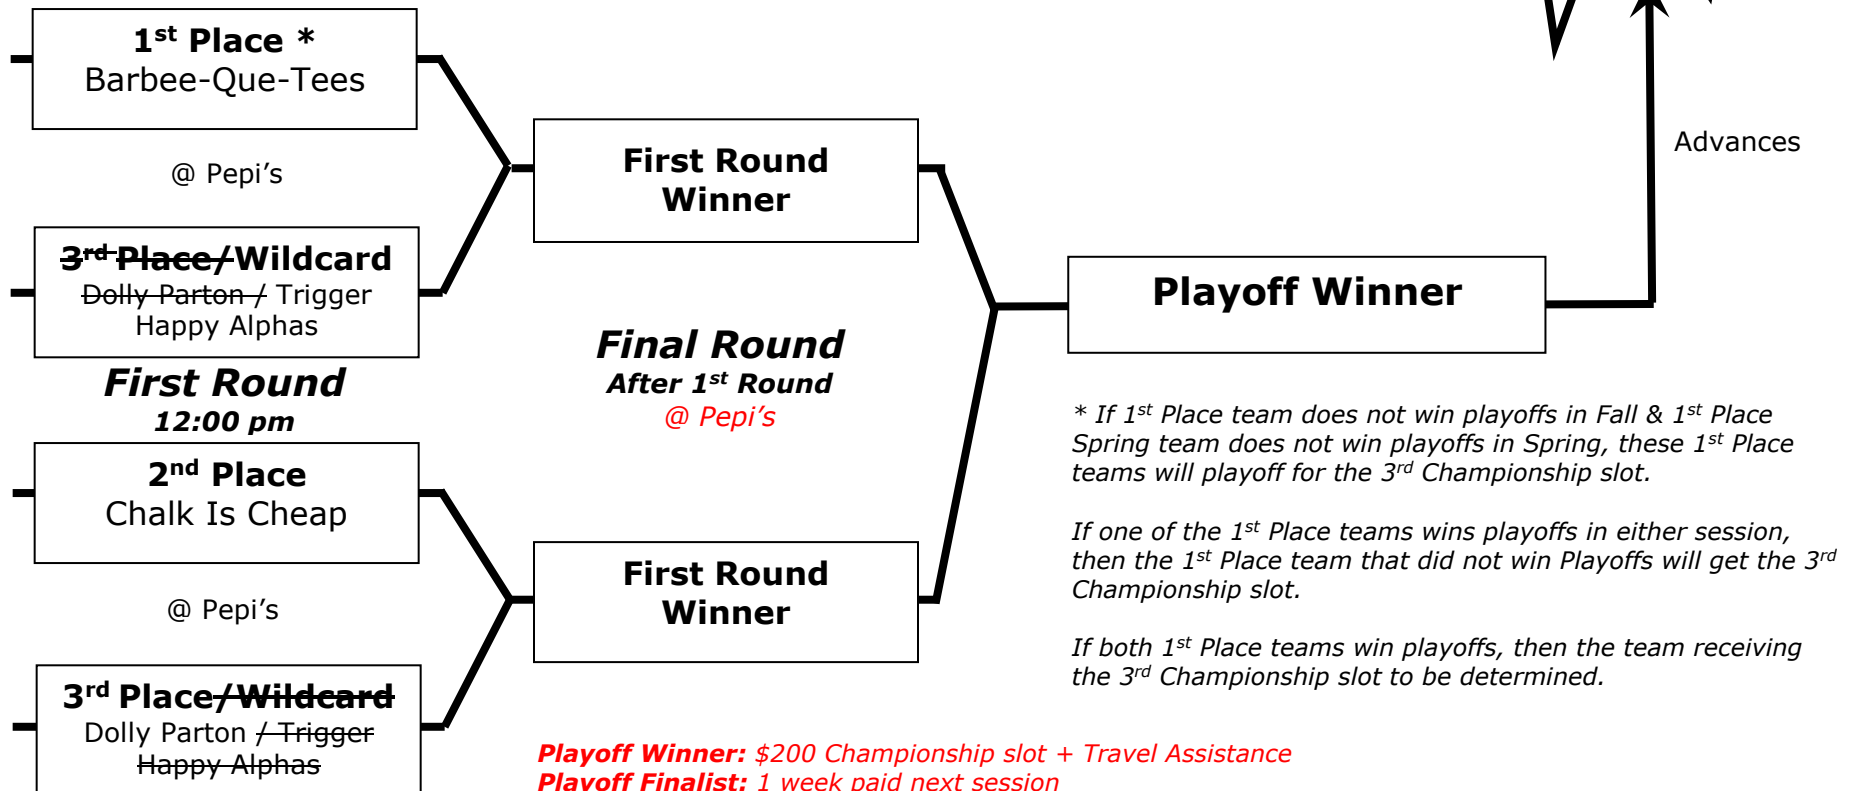 1st Place *
Barbee-Que-Tees
@ Pepi's
3rd Place/Wildcard
Dolly Parton / Trigger
Happy Alphas
First Round
12:00 pm
2nd Place
Chalk Is Cheap
@ Pepi's
3rd Place/Wildcard
Dolly Parton / Trigger
Happy Alphas
First Round
Winner
Final Round
After 1st Round
@ Pepi's
First Round
Winner
Playoff Winner
Advances
* If 1st Place team does not win playoffs in Fall & 1st Place
Spring team does not win playoffs in Spring, these 1st Place
teams will playoff for the 3rd Championship slot.
If one of the 1st Place teams wins playoffs in either session,
then the 1st Place team that did not win Playoffs will get the 3rd
Championship slot.
If both 1st Place teams win playoffs, then the team receiving
the 3rd Championship slot to be determined.
Playoff Winner: $200 Championship slot + Travel Assistance
Playoff Finalist: 1 week paid next session